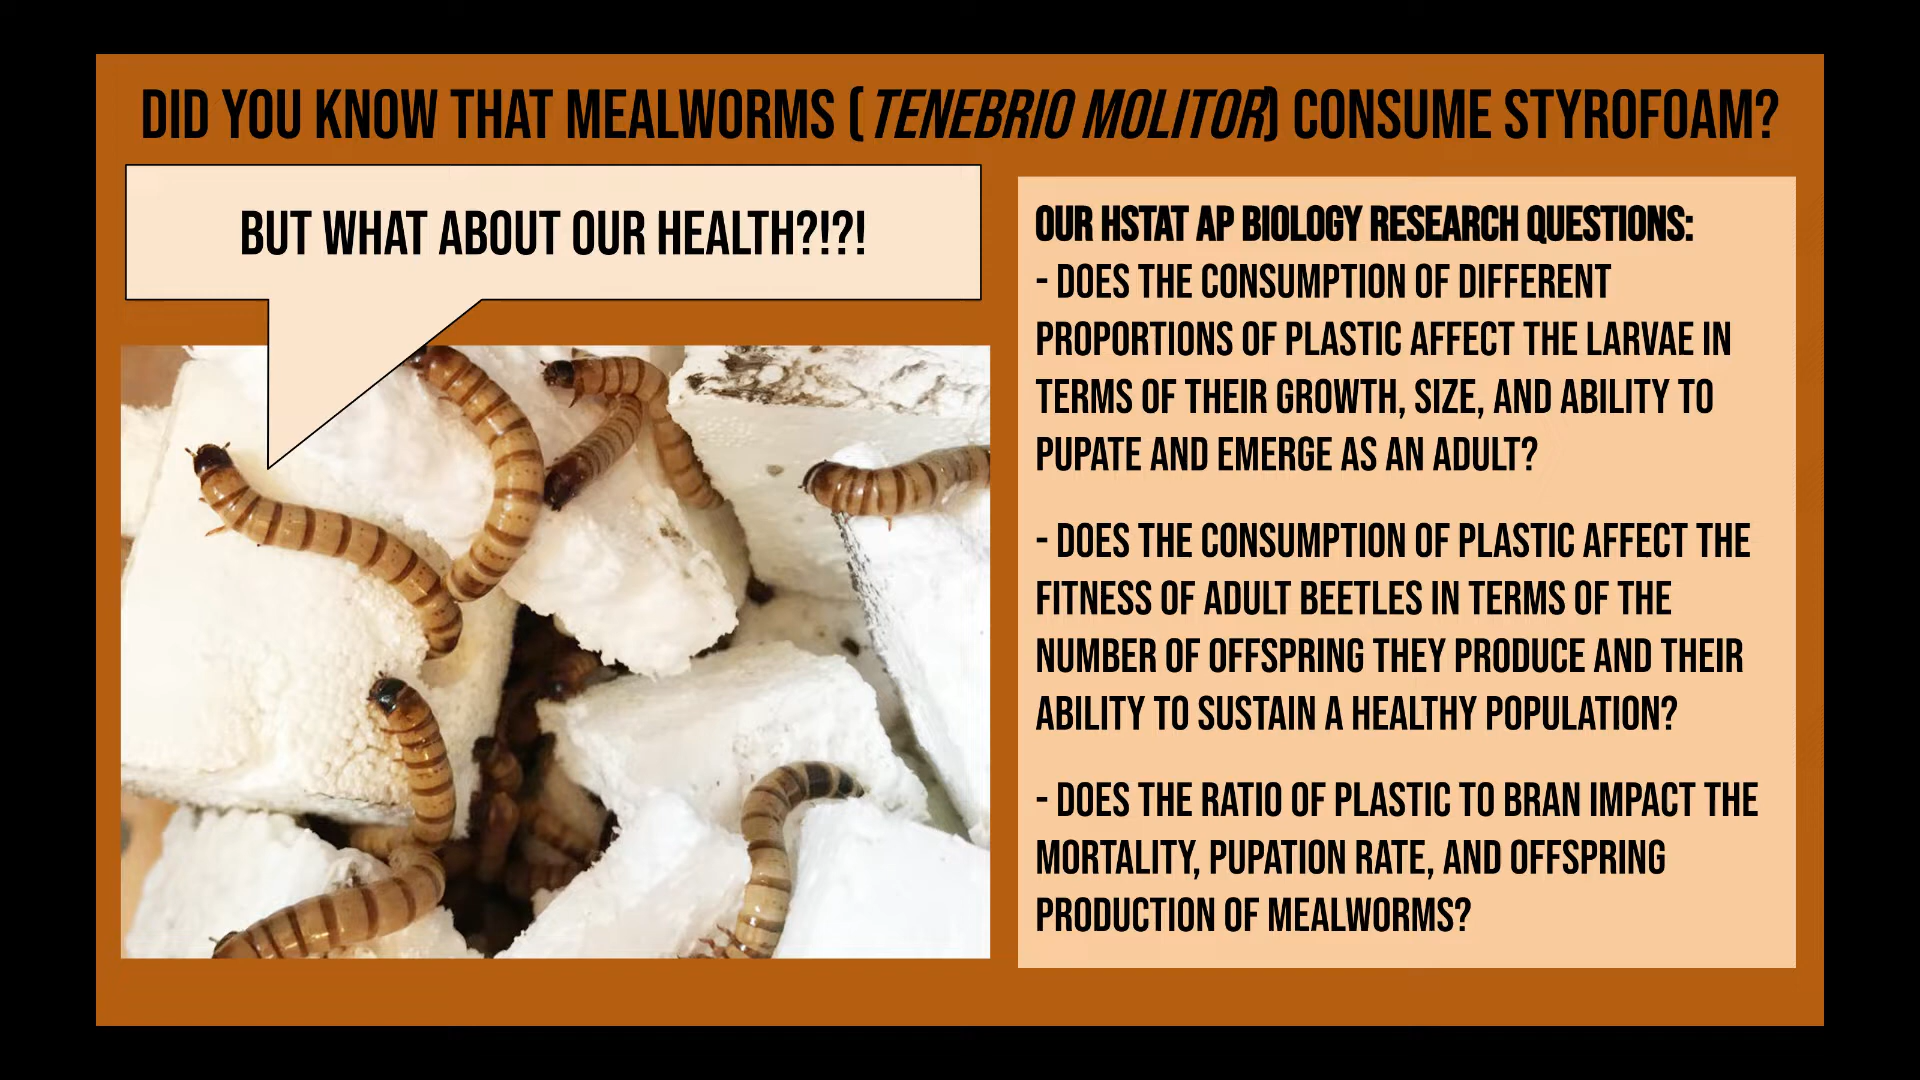 DID YOU KNOW THAT MEALWORMS (TENEBRIO MOLITOR) CONSUME STYROFOAM?
BUT WHAT ABOUT OUR HEALTH?!?!
OUR HSTAT AP BIOLOGY RESEARCH QUESTIONS:
- DOES THE CONSUMPTION OF DIFFERENT
PROPORTIONS OF PLASTIC AFFECT THE LARVAE IN
TERMS OF THEIR GROWTH, SIZE, AND ABILITY TO
PUPATE AND EMERGE AS AN ADULT?
- DOES THE CONSUMPTION OF PLASTIC AFFECT THE
FITNESS OF ADULT BEETLES IN TERMS OF THE
NUMBER OF OFFSPRING THEY PRODUCE AND THEIR
ABILITY TO SUSTAIN A HEALTHY POPULATION?
- DOES THE RATIO OF PLASTIC TO BRAN IMPACT THE
MORTALITY, PUPATION RATE, AND OFFSPRING
PRODUCTION OF MEALWORMS?